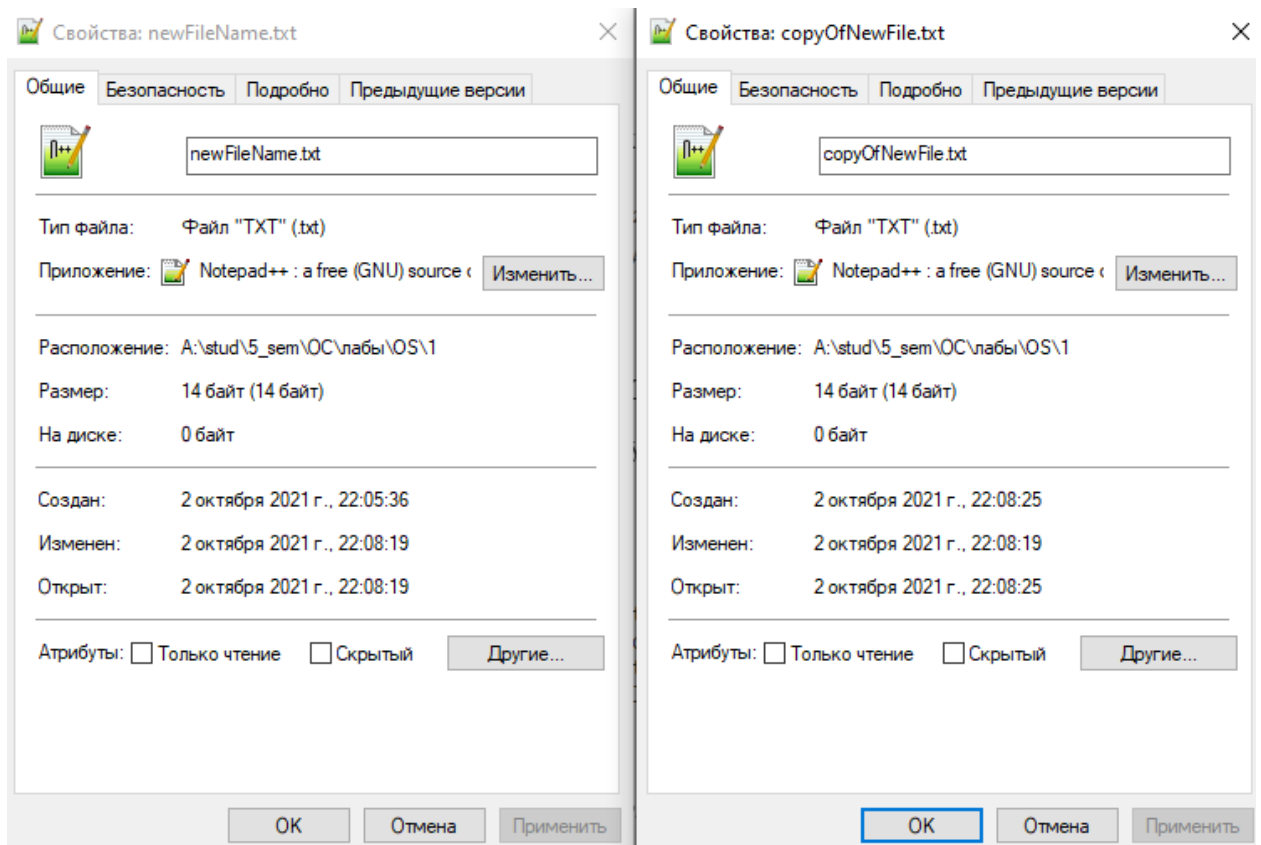 Свойства: newFileName.txt
Общие Безопасность Подробно Предыдущие версии
newFileName.txt
Тип файла: Файл "TXT" (.txt)
Приложение: Notepad++ : a free (GNU) source c Изменить...
Расположение: A:\stud\5_sem\ОС\лабы\OS\1
Размер: 14 байт (14 байт)
На диске: 0 байт
Создан: 2 октября 2021 г., 22:05:36
Изменен: 2 октября 2021 г., 22:08:19
Открыт: 2 октября 2021 г., 22:08:19
Атрибуты: Только чтение Скрытый Другие...
OK Отмена Применить
Свойства: copyOfNewFile.txt
Общие Безопасность Подробно Предыдущие версии
copyOfNewFile.txt
Тип файла: Файл "TXT" (.txt)
Приложение: Notepad++ : a free (GNU) source c Изменить...
Расположение: A:\stud\5_sem\ОС\лабы\OS\1
Размер: 14 байт (14 байт)
На диске: 0 байт
Создан: 2 октября 2021 г., 22:08:25
Изменен: 2 октября 2021 г., 22:08:19
Открыт: 2 октября 2021 г., 22:08:25
Атрибуты: Только чтение Скрытый Другие...
OK Отмена Применить